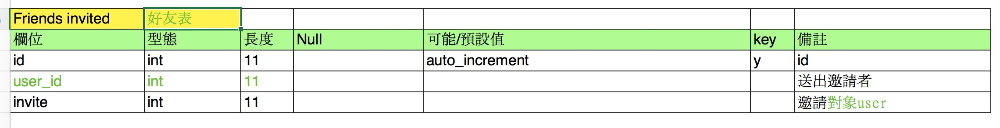 Friends invited 好友表
欄位 型態 長度 Null 可能/預設值 key 備註
id int 11 auto_increment y id
user_id int 11 送出邀請者
invite int 11 邀請對象user